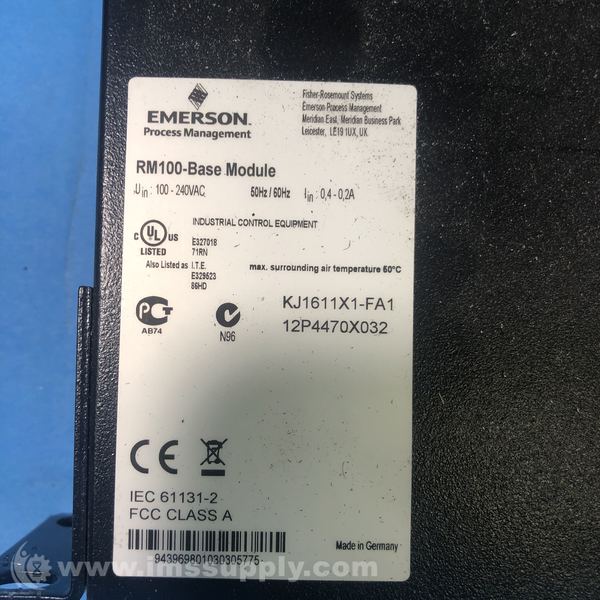 EMERSON.
Process Management
Fisher-Rosemount Systems
Emerson Process Management
Meridian East, Meridian Business Park
Leicester, LE19 1UX, UK
RM100-Base Module
Uin : 100 - 240VAC 50Hz / 60Hz Iin : 0,4 - 0,2A
INDUSTRIAL CONTROL EQUIPMENT
C UL US
LISTED
E327018
71RN
Also Listed as I.T.E.
E329523
86HD
max. surrounding air temperature 60°C
KJ1611X1-FA1
12P4470X032
AB74
N96
CE
IEC 61131-2
FCC CLASS A
943969801030305775
Made in Germany
www.imssupply.com